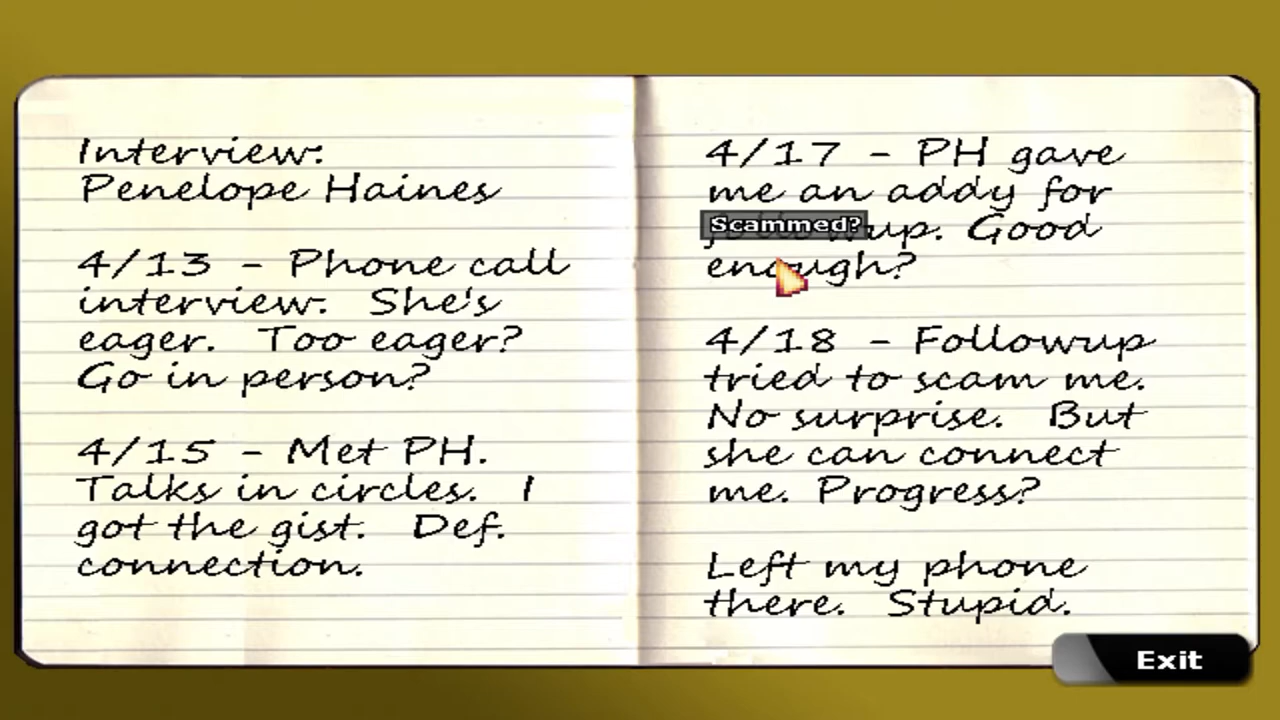 Interview:
Penelope Haines
4/13 - Phone call
interview. She's
eager. Too eager?
Go in person?
4/15 - Met PH.
Talks in circles. I
got the gist. Def.
connection.
4/17 - PH gave
me an addy for
Scammed?
up. Good
enough?
4/18 - Followup
tried to scam me.
No surprise. But
she can connect
me. Progress?
Left my phone
there. Stupid.
Exit